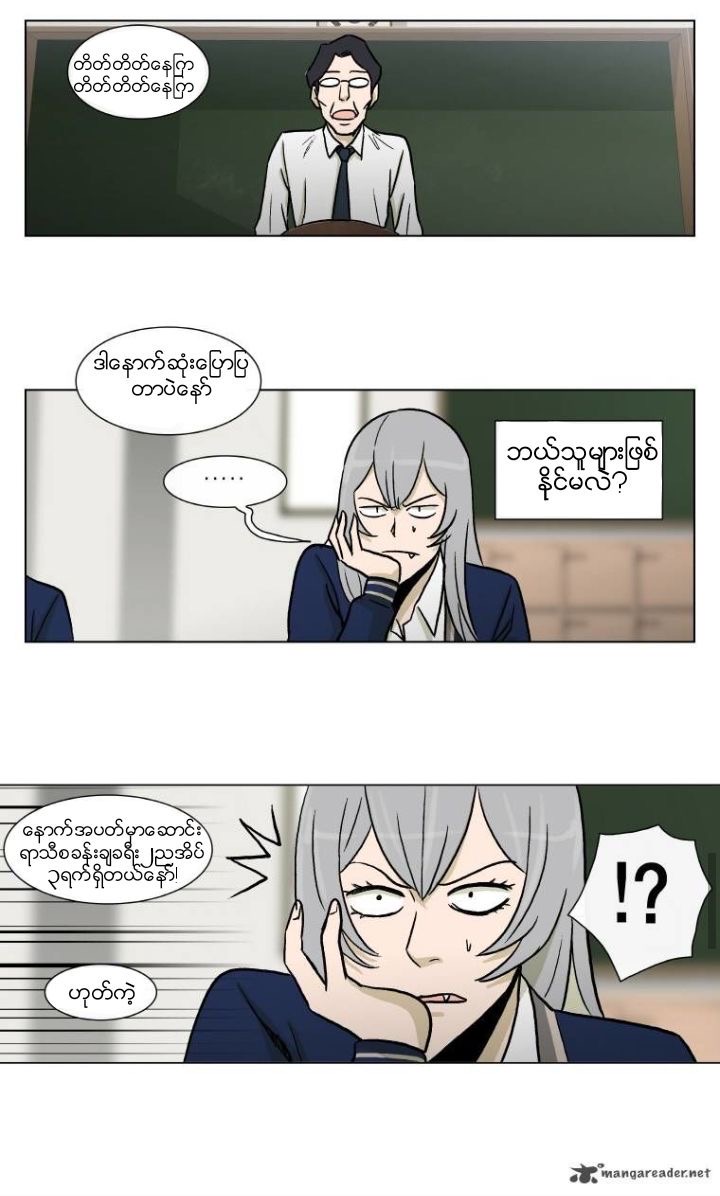 တိတ်တိတ်နေကြ
တိတ်တိတ်နေကြ
ဒါနောက်ဆုံးပြောပြ
တာပဲနော်
.....
ဘယ်သူများဖြစ်
နိုင်မလဲ?
နောက်အပတ်မှာဆောင်း
ရာသီစခန်းချခရီး ၂ညအိပ်
၃ရက်ရှိတယ်နော်!
!?
ဟုတ်ကဲ့
mangareader.net